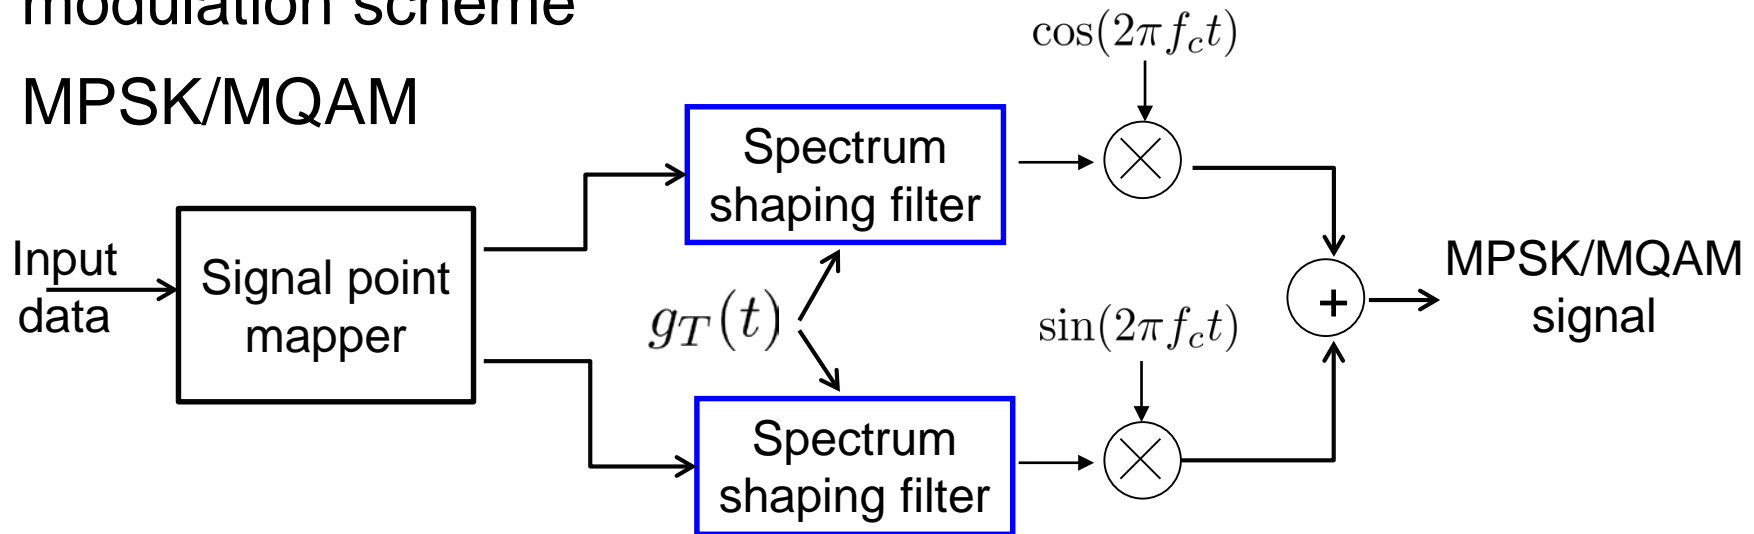 modulation scheme
MPSK/MQAM
cos(2πf_c t)
Spectrum
shaping filter
Input
data
Signal point
mapper
g_T(t)
sin(2πf_c t)
+
MPSK/MQAM
signal
Spectrum
shaping filter